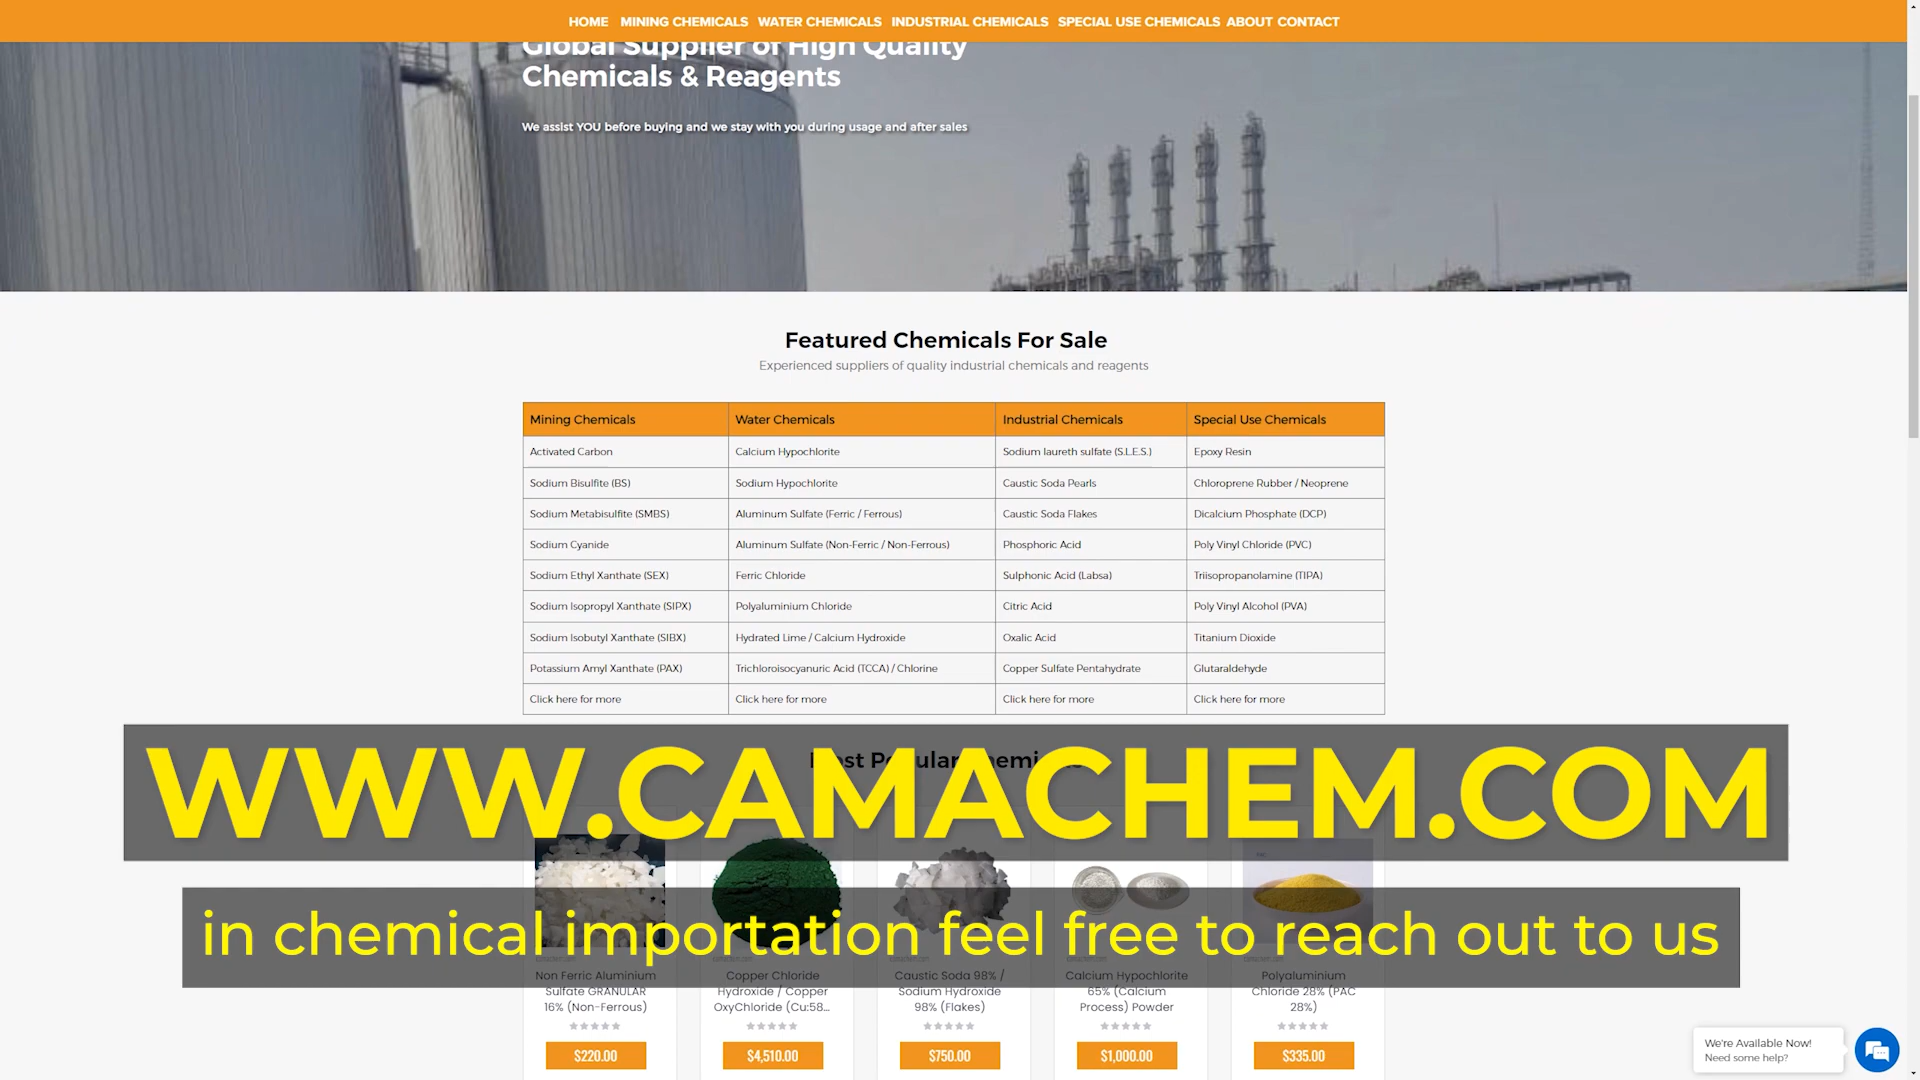 HOME MINING CHEMICALS WATER CHEMICALS INDUSTRIAL CHEMICALS SPECIAL USE CHEMICALS ABOUT CONTACT
Global Supplier of High Quality
Chemicals & Reagents
We assist YOU before buying and we stay with you during usage and after sales
Featured Chemicals For Sale
Experienced suppliers of quality industrial chemicals and reagents
Mining Chemicals Water Chemicals Industrial Chemicals Special Use Chemicals
Activated Carbon Calcium Hypochlorite Sodium laureth sulfate (S.L.E.S.) Epoxy Resin
Sodium Bisulfite (BS) Sodium Hypochlorite Caustic Soda Pearls Chloroprene Rubber / Neoprene
Sodium Metabisulfite (SMBS) Aluminum Sulfate (Ferric / Ferrous) Caustic Soda Flakes Dicalcium Phosphate (DCP)
Sodium Cyanide Aluminum Sulfate (Non-Ferric / Non-Ferrous) Phosphoric Acid Poly Vinyl Chloride (PVC)
Sodium Ethyl Xanthate (SEX) Ferric Chloride Sulphonic Acid (Labsa) Triisopropanolamine (TIPA)
Sodium Isopropyl Xanthate (SIPX) Polyaluminium Chloride Citric Acid Poly Vinyl Alcohol (PVA)
Sodium Isobutyl Xanthate (SIBX) Hydrated Lime / Calcium Hydroxide Oxalic Acid Titanium Dioxide
Potassium Amyl Xanthate (PAX) Trichloroisocyanuric Acid (TCCA) / Chlorine Copper Sulfate Pentahydrate Glutaraldehyde
Click here for more Click here for more Click here for more Click here for more
WWW.CAMACHEM.COM
in chemical importation feel free to reach out to us
Non Ferric Aluminium Copper Chloride Caustic Soda 98% / Calcium Hypochlorite Polyaluminium
Sulfate GRANULAR Hydroxide / Copper Sodium Hydroxide 65% (Calcium Chloride 28% (PAC
16% (Non-Ferrous) OxyChloride (Cu:58... 98% (Flakes) Process) Powder 28%)
$220.00 $4,510.00 $750.00 $1,000.00 $335.00
We're Available Now!
Need some help?